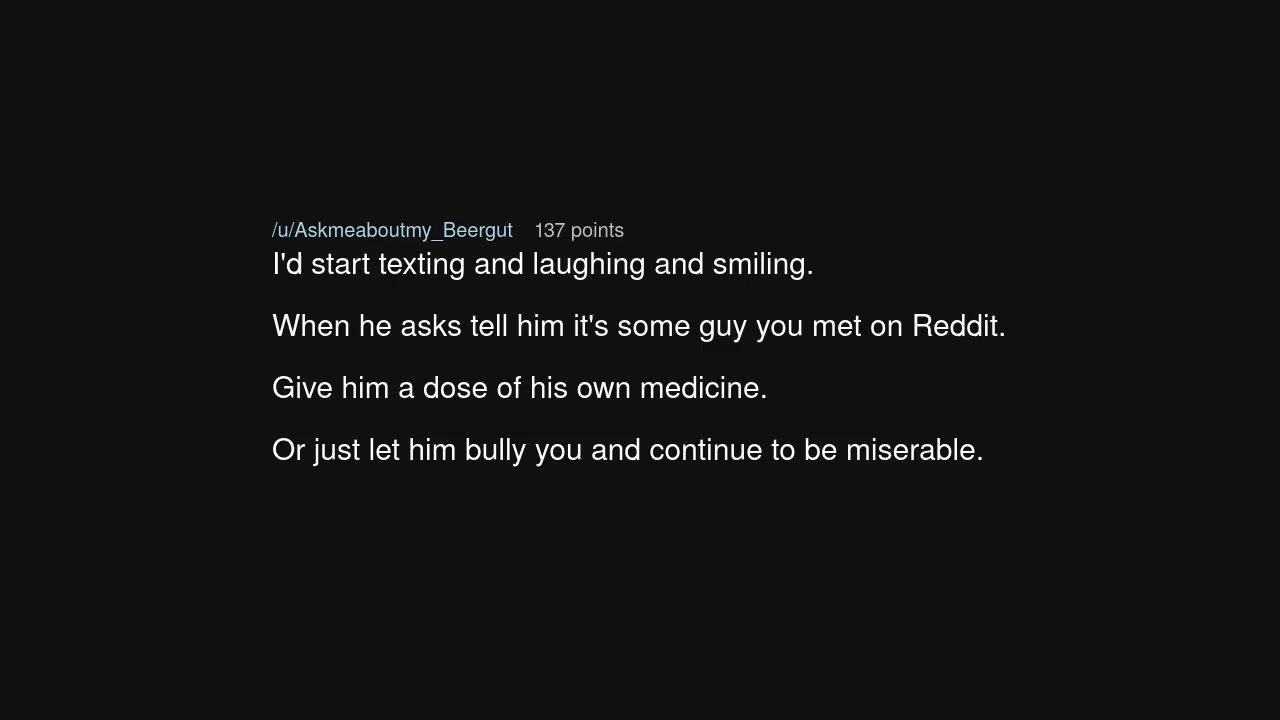 /u/Askmeaboutmy_Beergut 137 points
I'd start texting and laughing and smiling.
When he asks tell him it's some guy you met on Reddit.
Give him a dose of his own medicine.
Or just let him bully you and continue to be miserable.